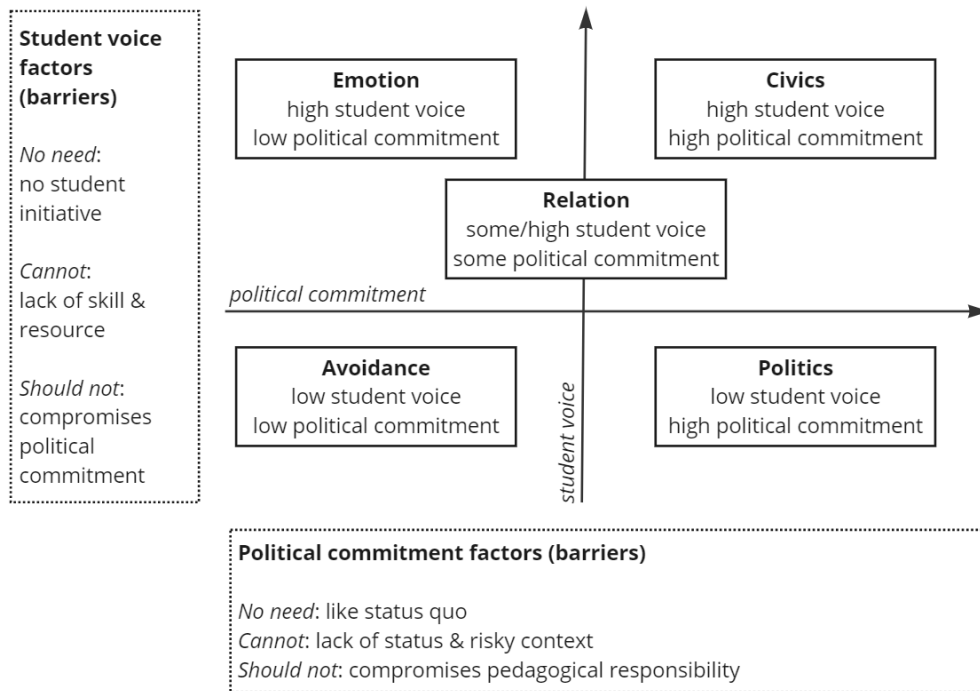 Student voice
factors
(barriers)
No need:
no student
initiative
Cannot:
lack of skill &
resource
Should not:
compromises
political
commitment
Emotion
high student voice
low political commitment
Civics
high student voice
high political commitment
Relation
some/high student voice
some political commitment
political commitment
Avoidance
low student voice
low political commitment
student voice
Politics
low student voice
high political commitment
Political commitment factors (barriers)
No need: like status quo
Cannot: lack of status & risky context
Should not: compromises pedagogical responsibility